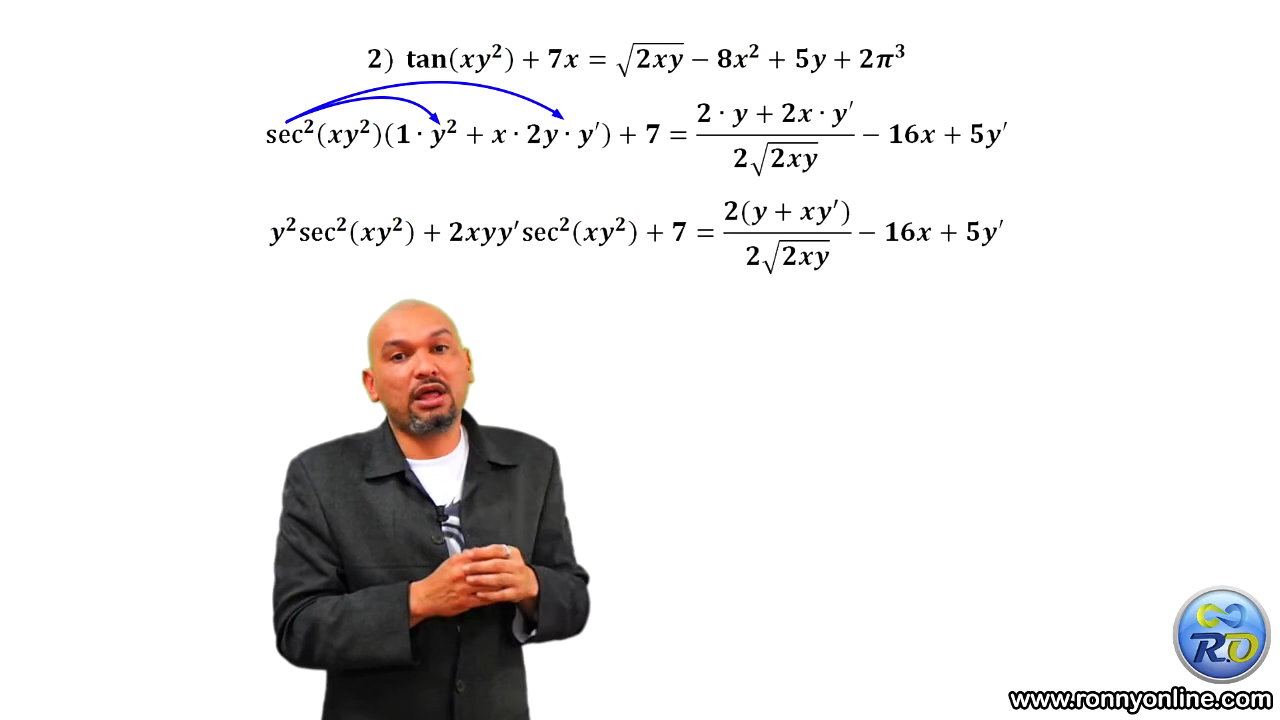 2) tan(xy²) + 7x = √(2xy) − 8x² + 5y + 2π³
sec²(xy²)(1 · y² + x · 2y · y′) + 7 = (2 · y + 2x · y′)/(2√(2xy)) − 16x + 5y′
y²sec²(xy²) + 2xyy′sec²(xy²) + 7 = 2(y + xy′)/(2√(2xy)) − 16x + 5y′
R.O
www.ronnyonline.com